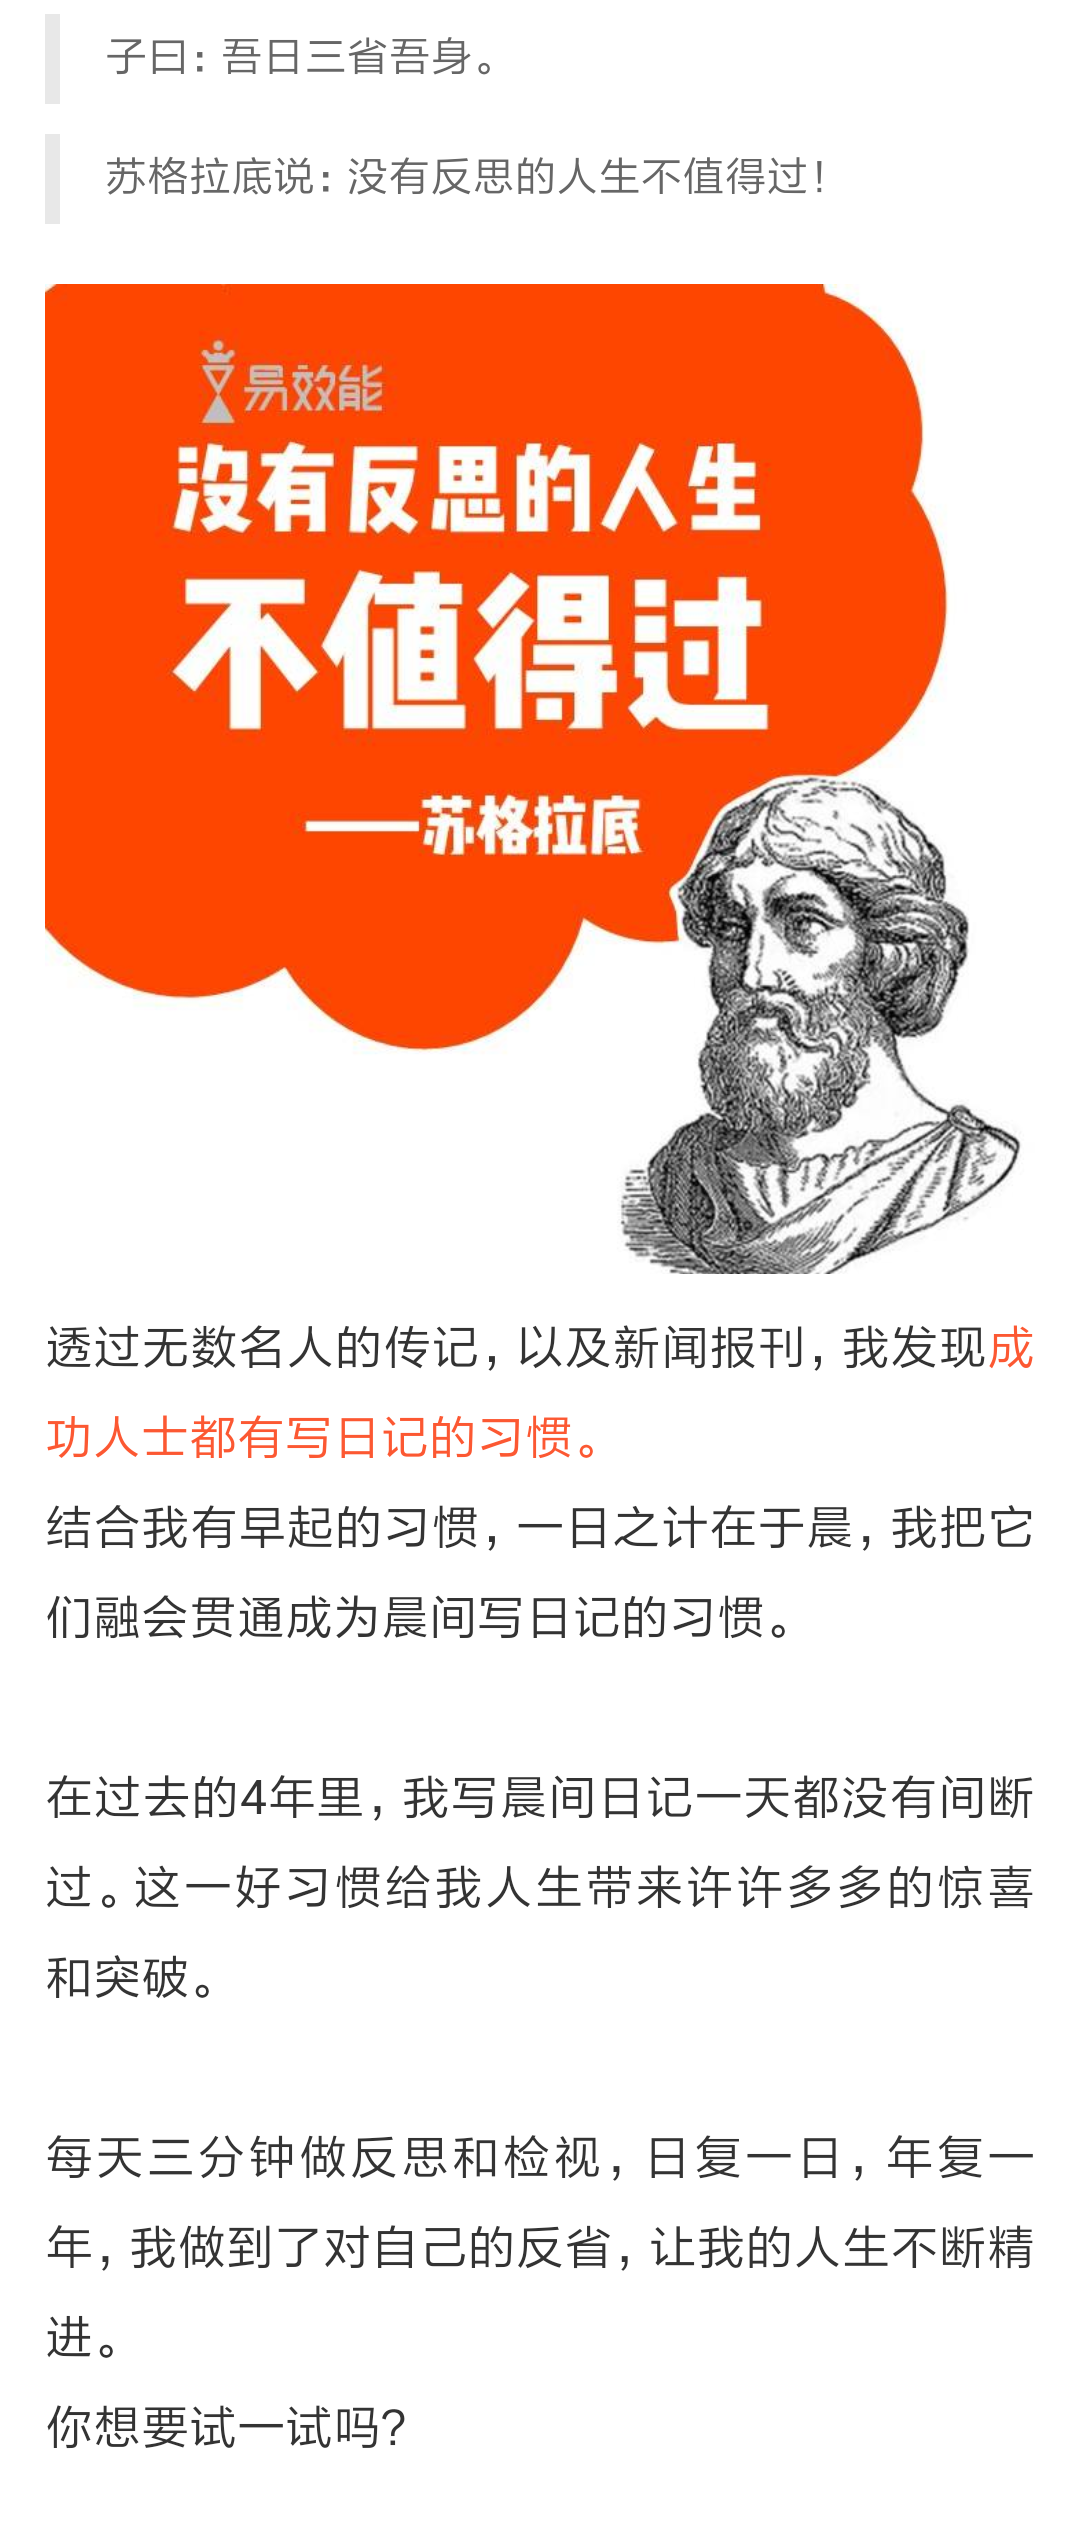 子曰：吾日三省吾身。
苏格拉底说：没有反思的人生不值得过！
易效能
没有反思的人生
不值得过
——苏格拉底
透过无数名人的传记，以及新闻报刊，我发现成
功人士都有写日记的习惯。
结合我有早起的习惯，一日之计在于晨，我把它
们融会贯通成为晨间写日记的习惯。
在过去的4年里，我写晨间日记一天都没有间断
过。这一好习惯给我人生带来许许多多的惊喜
和突破。
每天三分钟做反思和检视，日复一日，年复一
年，我做到了对自己的反省，让我的人生不断精
进。
你想要试一试吗？